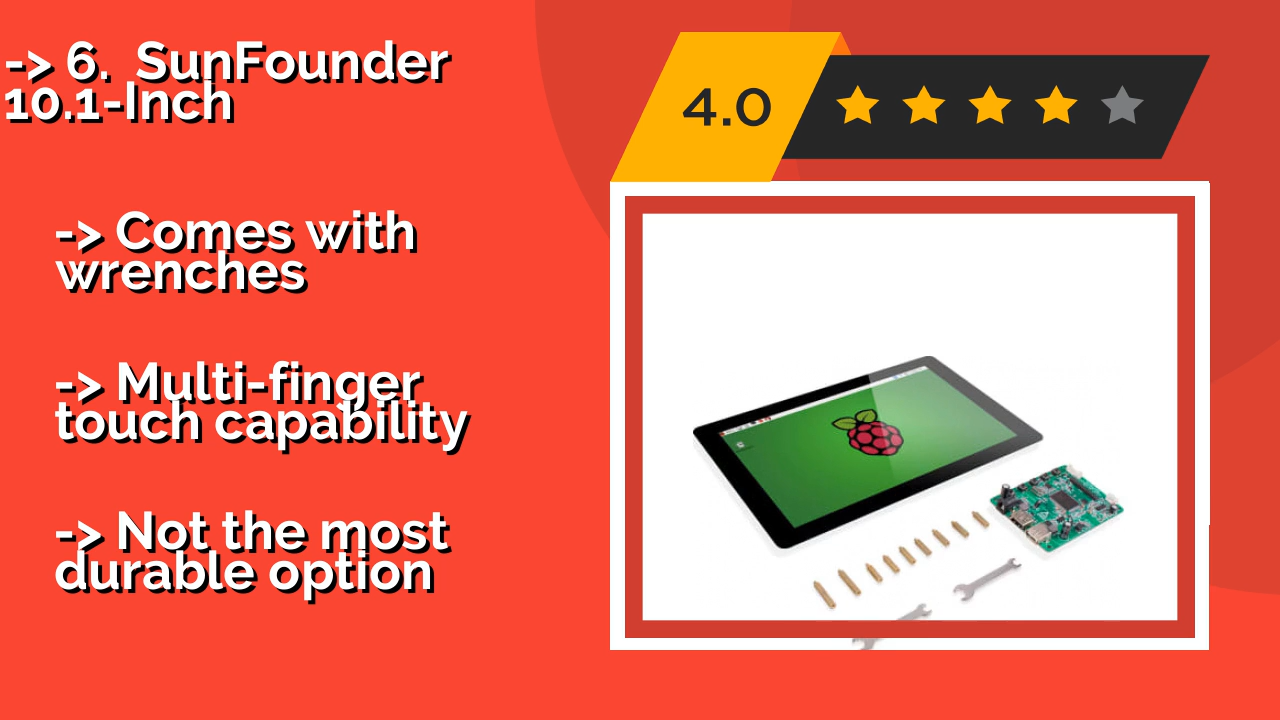 -> 6.  SunFounder
10.1-Inch
4.0
-> Comes with
wrenches
-> Multi-finger
touch capability
-> Not the most
durable option